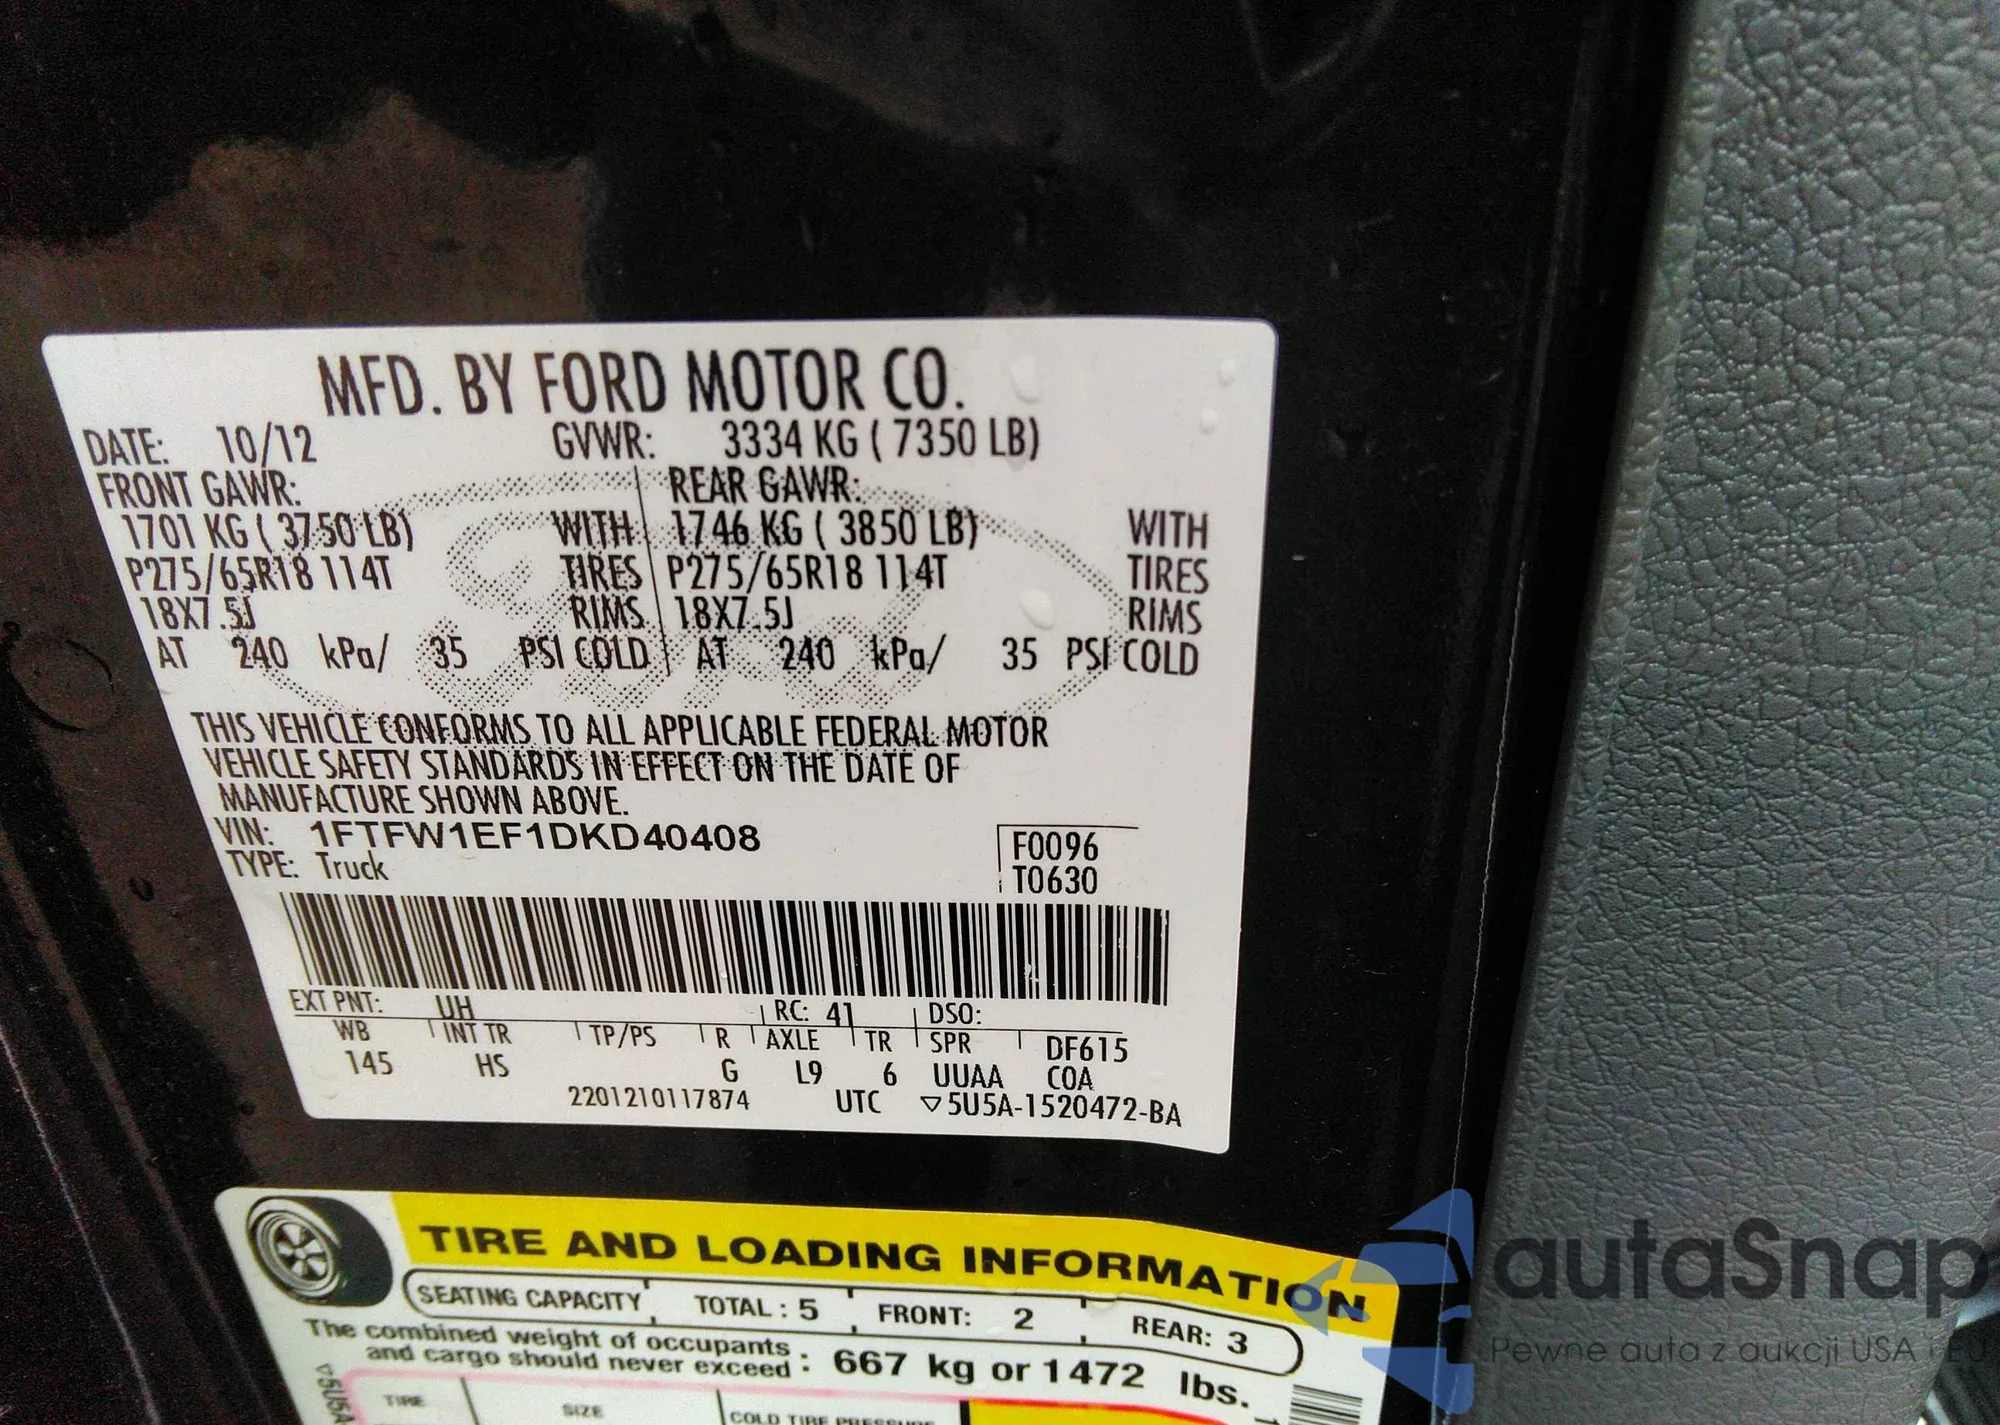 MFD. BY FORD MOTOR CO.
DATE: 10/12 GVWR: 3334 KG ( 7350 LB)
FRONT GAWR: REAR GAWR:
1701 KG ( 3750 LB) WITH 1746 KG ( 3850 LB) WITH
P275/65R18 114T TIRES P275/65R18 114T TIRES
18X7.5J RIMS 18X7.5J RIMS
AT 240 kPa/ 35 PSI COLD AT 240 kPa/ 35 PSI COLD
THIS VEHICLE CONFORMS TO ALL APPLICABLE FEDERAL MOTOR
VEHICLE SAFETY STANDARDS IN EFFECT ON THE DATE OF
MANUFACTURE SHOWN ABOVE.
VIN: 1FTFW1EF1DKD40408 F0096
TYPE: Truck T0630
EXT PNT: UH RC: 41 DSO:
WB INT TR TP/PS R AXLE TR SPR DF615
145 HS G L9 6 UUAA COA
2201210117874 UTC ▽5U5A-1520472-BA
TIRE AND LOADING INFORMATION
SEATING CAPACITY TOTAL : 5 FRONT: 2 REAR: 3
The combined weight of occupants
and cargo should never exceed : 667 kg or 1472 lbs.
TIRE SIZE COLD TIRE PRESSURE
▽5U5A
autaSnap
Pewne auta z aukcji USA i EU